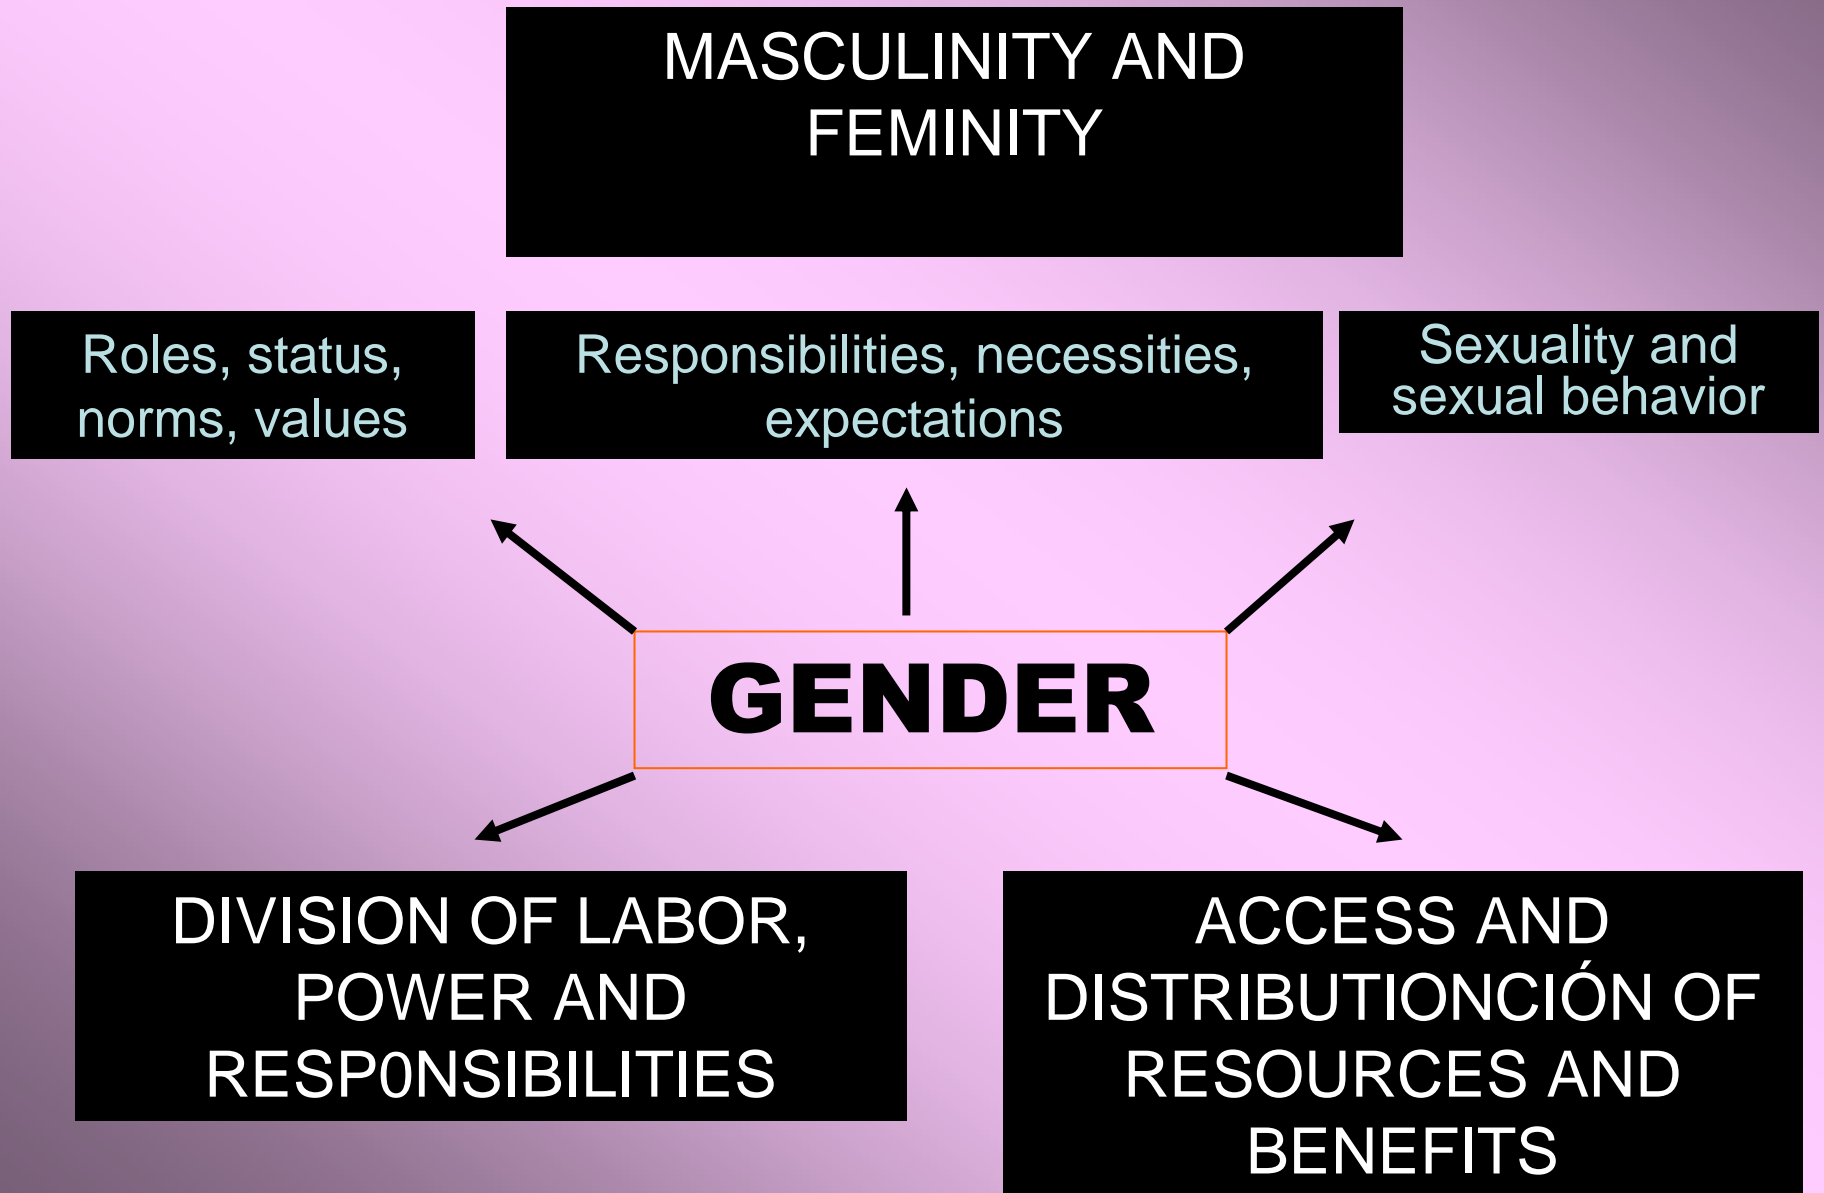 MASCULINITY AND
FEMINITY
Roles, status,
norms, values
Responsibilities, necessities,
expectations
Sexuality and
sexual behavior
GENDER
DIVISION OF LABOR,
POWER AND
RESP0NSIBILITIES
ACCESS AND
DISTRIBUTIONCIÓN OF
RESOURCES AND
BENEFITS